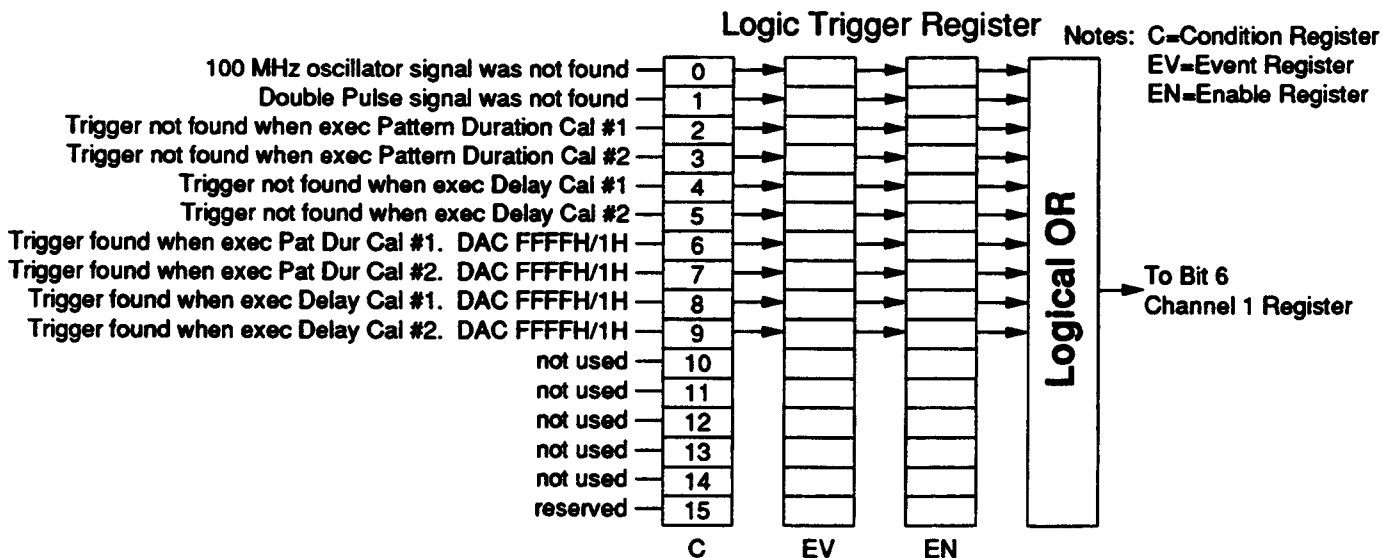 Logic Trigger Register
Notes: C=Condition Register
EV=Event Register
EN=Enable Register
100 MHz oscillator signal was not found 0
Double Pulse signal was not found 1
Trigger not found when exec Pattern Duration Cal #1 2
Trigger not found when exec Pattern Duration Cal #2 3
Trigger not found when exec Delay Cal #1 4
Trigger not found when exec Delay Cal #2 5
Trigger found when exec Pat Dur Cal #1. DAC FFFFH/1H 6
Trigger found when exec Pat Dur Cal #2. DAC FFFFH/1H 7
Trigger found when exec Delay Cal #1. DAC FFFFH/1H 8
Trigger found when exec Delay Cal #2. DAC FFFFH/1H 9
not used 10
not used 11
not used 12
not used 13
not used 14
reserved 15
C EV EN
Logical OR
To Bit 6
Channel 1 Register